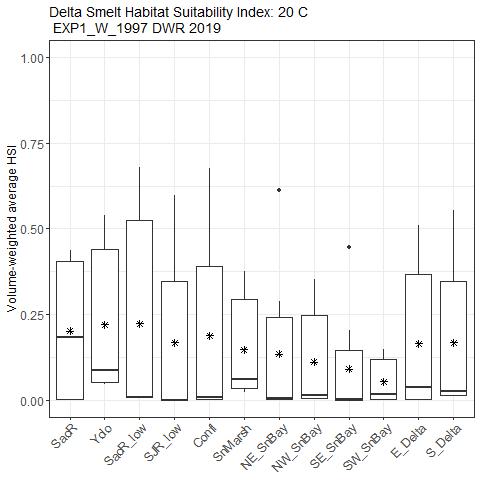 Delta Smelt Habitat Suitability Index: 20 C
EXP1_W_1997 DWR 2019
Volume-weighted average HSI
1.00
0.75
0.50
0.25
0.00
SacR
Yolo
SacR_low
SJR_low
Confl
SnMarsh
NE_SnBay
NW_SnBay
SE_SnBay
SW_SnBay
E_Delta
S_Delta